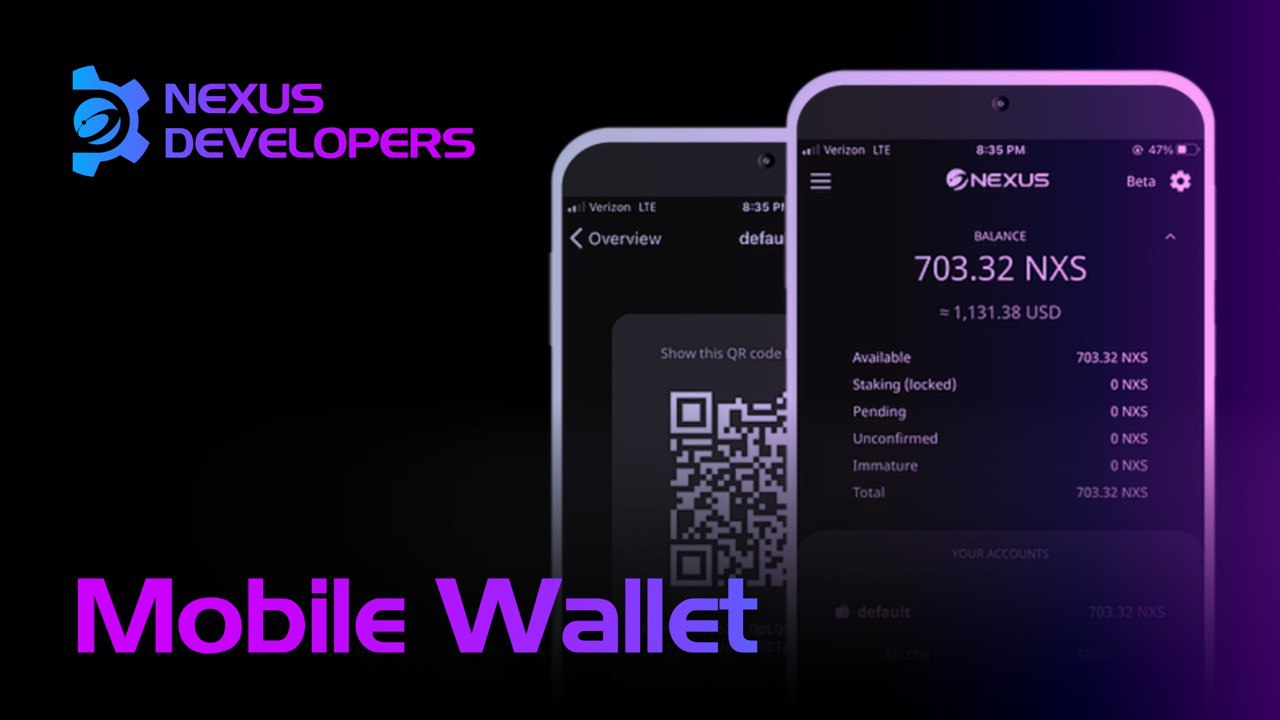 NEXUS
DEVELOPERS
Verizon LTE 8:35 PM
Overview
Show this QR code
Verizon LTE 8:35 PM 47%
NEXUS
Beta
BALANCE
703.32 NXS
≈ 1,131.38 USD
Available 703.32 NXS
Staking (locked) 0 NXS
Pending 0 NXS
Unconfirmed 0 NXS
Immature 0 NXS
Total 703.32 NXS
YOUR ACCOUNTS
default 703.32 NXS
RECEIVE SEND
Mobile Wallet